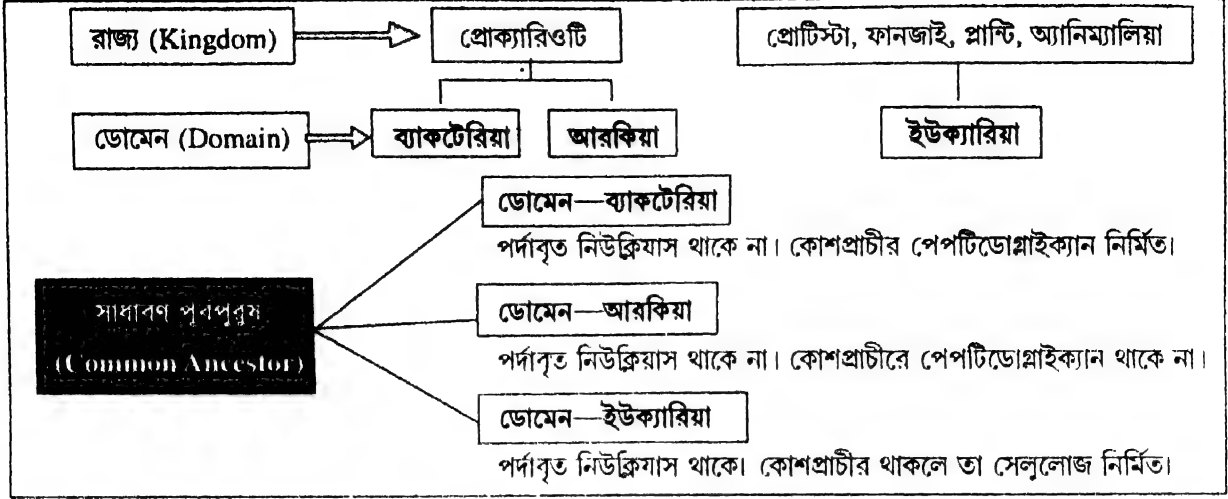 রাজ্য (Kingdom) প্রোক্যারিওটি প্রোটিস্টা, ফানজাই, প্লান্টি, অ্যানিম্যালিয়া
ডোমেন (Domain) ব্যাকটেরিয়া আরকিয়া ইউক্যারিয়া
ডোমেন—ব্যাকটেরিয়া
পর্দাবৃত নিউক্লিয়াস থাকে না। কোশপ্রাচীর পেপটিডোগ্লাইক্যান নির্মিত।
সাধারণ পূর্বপুরুষ
(Common Ancestor)
ডোমেন—আরকিয়া
পর্দাবৃত নিউক্লিয়াস থাকে না। কোশপ্রাচীরে পেপটিডোগ্লাইক্যান থাকে না।
ডোমেন—ইউক্যারিয়া
পর্দাবৃত নিউক্লিয়াস থাকে। কোশপ্রাচীর থাকলে তা সেলুলোজ নির্মিত।